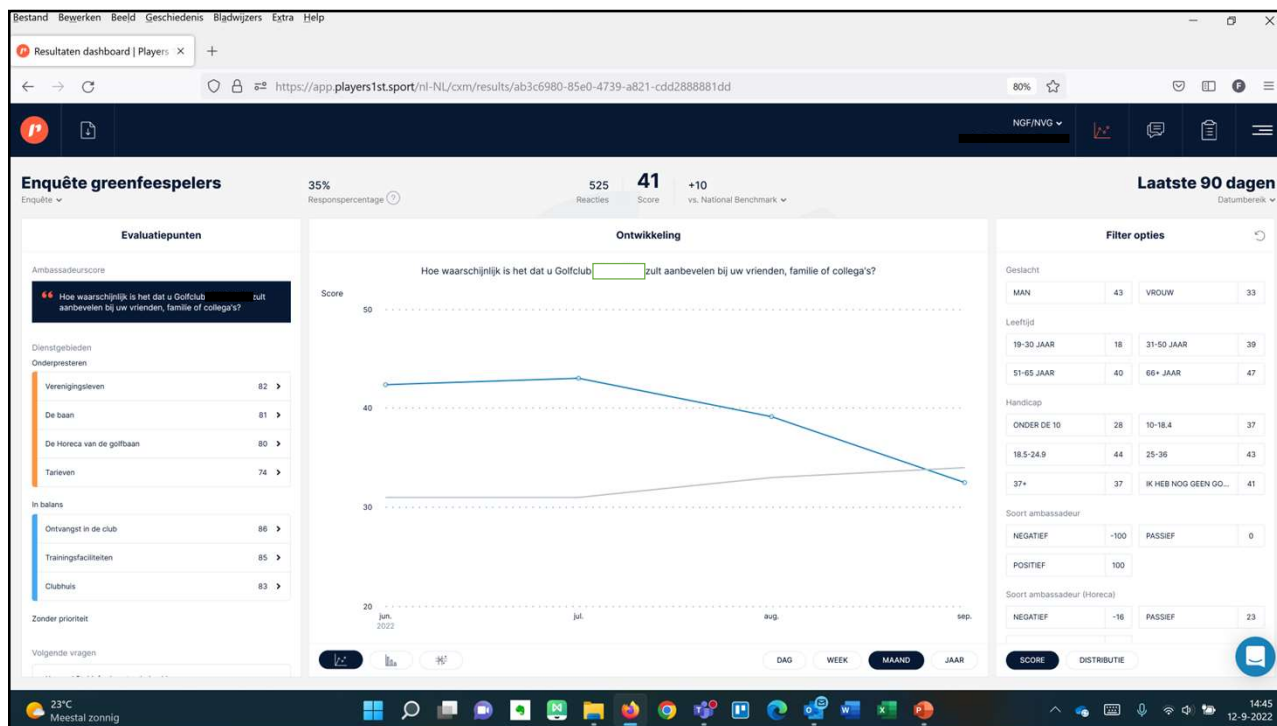 Bestand Bewerken Beeld Geschiedenis Bladwijzers Extra Help
Resultaten dashboard | Players
https://app.players1st.sport/nl-NL/cxm/results/ab3c6980-85e0-4739-a821-cdd2888881dd
80%
NGF/NVG
Enquête greenfeespelers
Enquête
35%
Responspercentage ?
525
Reacties
41
Score
+10
vs. National Benchmark
Laatste 90 dagen
Datumbereik
Evaluatiepunten
Ambassadeurscore
Hoe waarschijnlijk is het dat u Golfclub zult
aanbevelen bij uw vrienden, familie of collega's?
Dienstgebieden
Onderpresteren
Verenigingsleven 82
De baan 81
De Horeca van de golfbaan 80
Tarieven 74
In balans
Ontvangst in de club 86
Trainingsfaciliteiten 85
Clubhuis 83
Zonder prioriteit
Volgende vragen
Ontwikkeling
Hoe waarschijnlijk is het dat u Golfclub zult aanbevelen bij uw vrienden, familie of collega's?
Score
50
40
30
20
jun. jul. aug. sep.
2022
DAG WEEK MAAND JAAR
Filter opties
Geslacht
MAN 43 VROUW 33
Leeftijd
19-30 JAAR 18 31-50 JAAR 39
51-65 JAAR 40 66+ JAAR 47
Handicap
ONDER DE 10 28 10-18.4 37
18.5-24.9 44 25-36 43
37+ 37 IK HEB NOG GEEN GO... 41
Soort ambassadeur
NEGATIEF -100 PASSIEF 0
POSITIEF 100
Soort ambassadeur (Horeca)
NEGATIEF -16 PASSIEF 23
SCORE DISTRIBUTIE
23°C
Meestal zonnig
14:45
12-9-2022